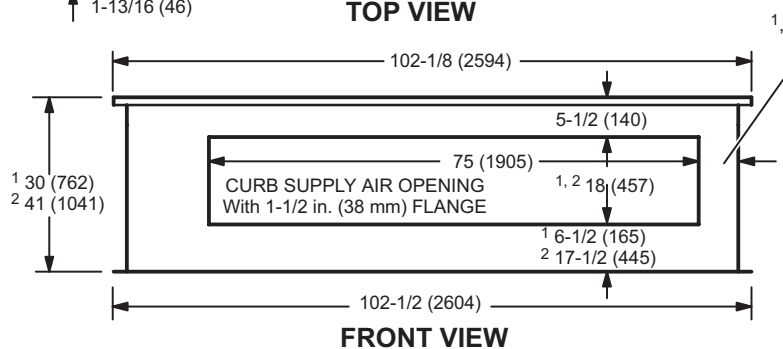 1-13/16 (46)
TOP VIEW
1,
102-1/8 (2594)
5-1/2 (140)
75 (1905)
1 30 (762)
2 41 (1041)
CURB SUPPLY AIR OPENING
With 1-1/2 in. (38 mm) FLANGE
1, 2 18 (457)
1 6-1/2 (165)
2 17-1/2 (445)
102-1/2 (2604)
FRONT VIEW